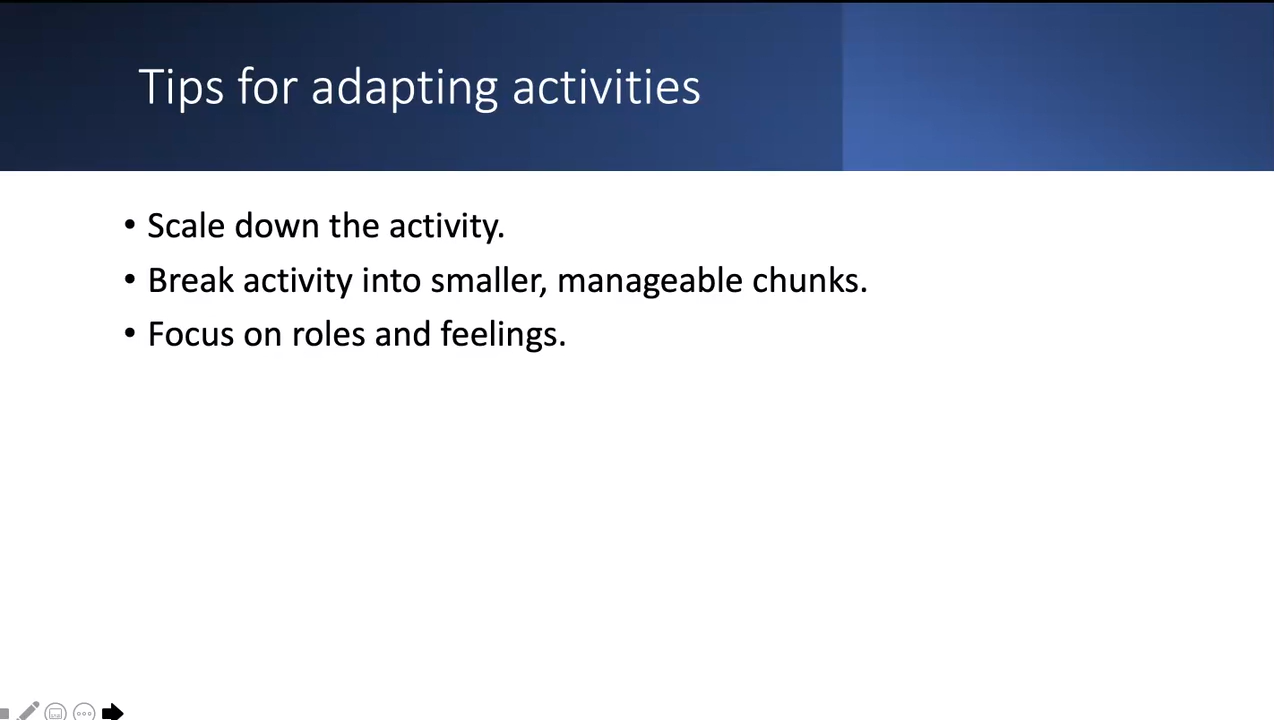 Tips for adapting activities
• Scale down the activity.
• Break activity into smaller, manageable chunks.
• Focus on roles and feelings.